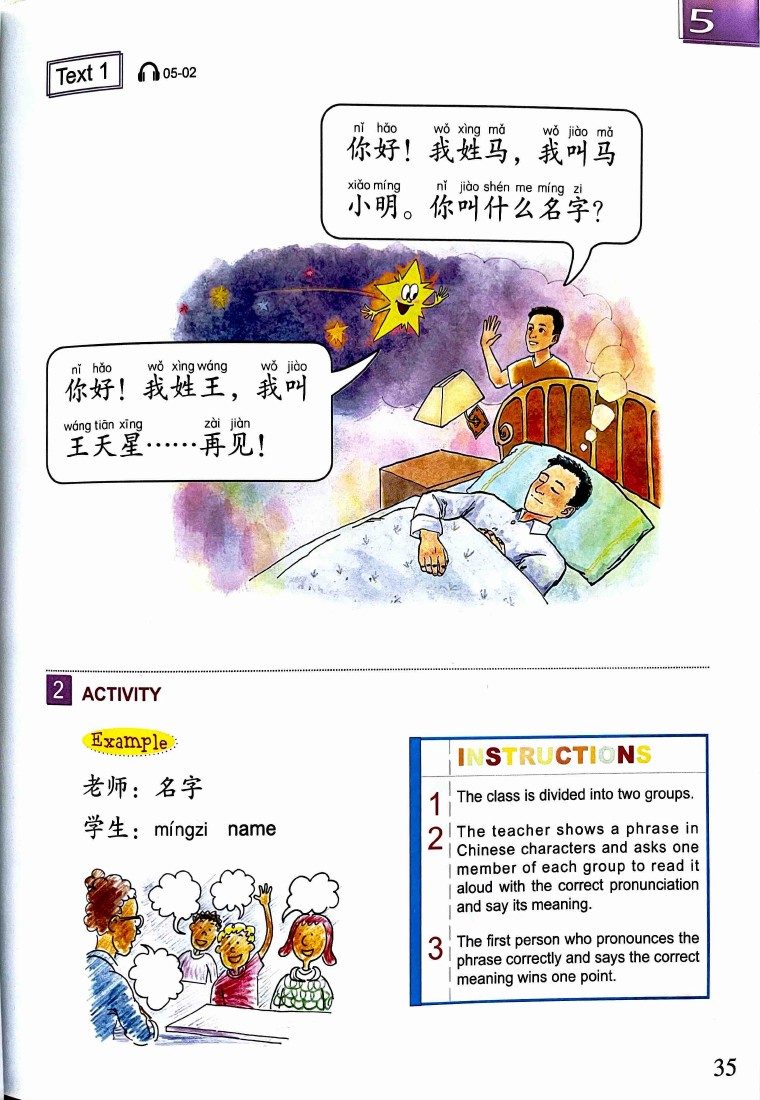 5
Text 1 05-02
nǐ hǎo wǒ xìng mǎ wǒ jiào mǎ
你好！我姓马，我叫马
xiǎo míng nǐ jiào shén me míng zi
小明。你叫什么名字？
nǐ hǎo wǒ xìng wáng wǒ jiào
你好！我姓王，我叫
wáng tiān xīng zài jiàn
王天星……再见！
2 ACTIVITY
Example
老师：名字
学生：míngzi name
INSTRUCTIONS
1 The class is divided into two groups.
2 The teacher shows a phrase in
Chinese characters and asks one
member of each group to read it
aloud with the correct pronunciation
and say its meaning.
3 The first person who pronounces the
phrase correctly and says the correct
meaning wins one point.
35